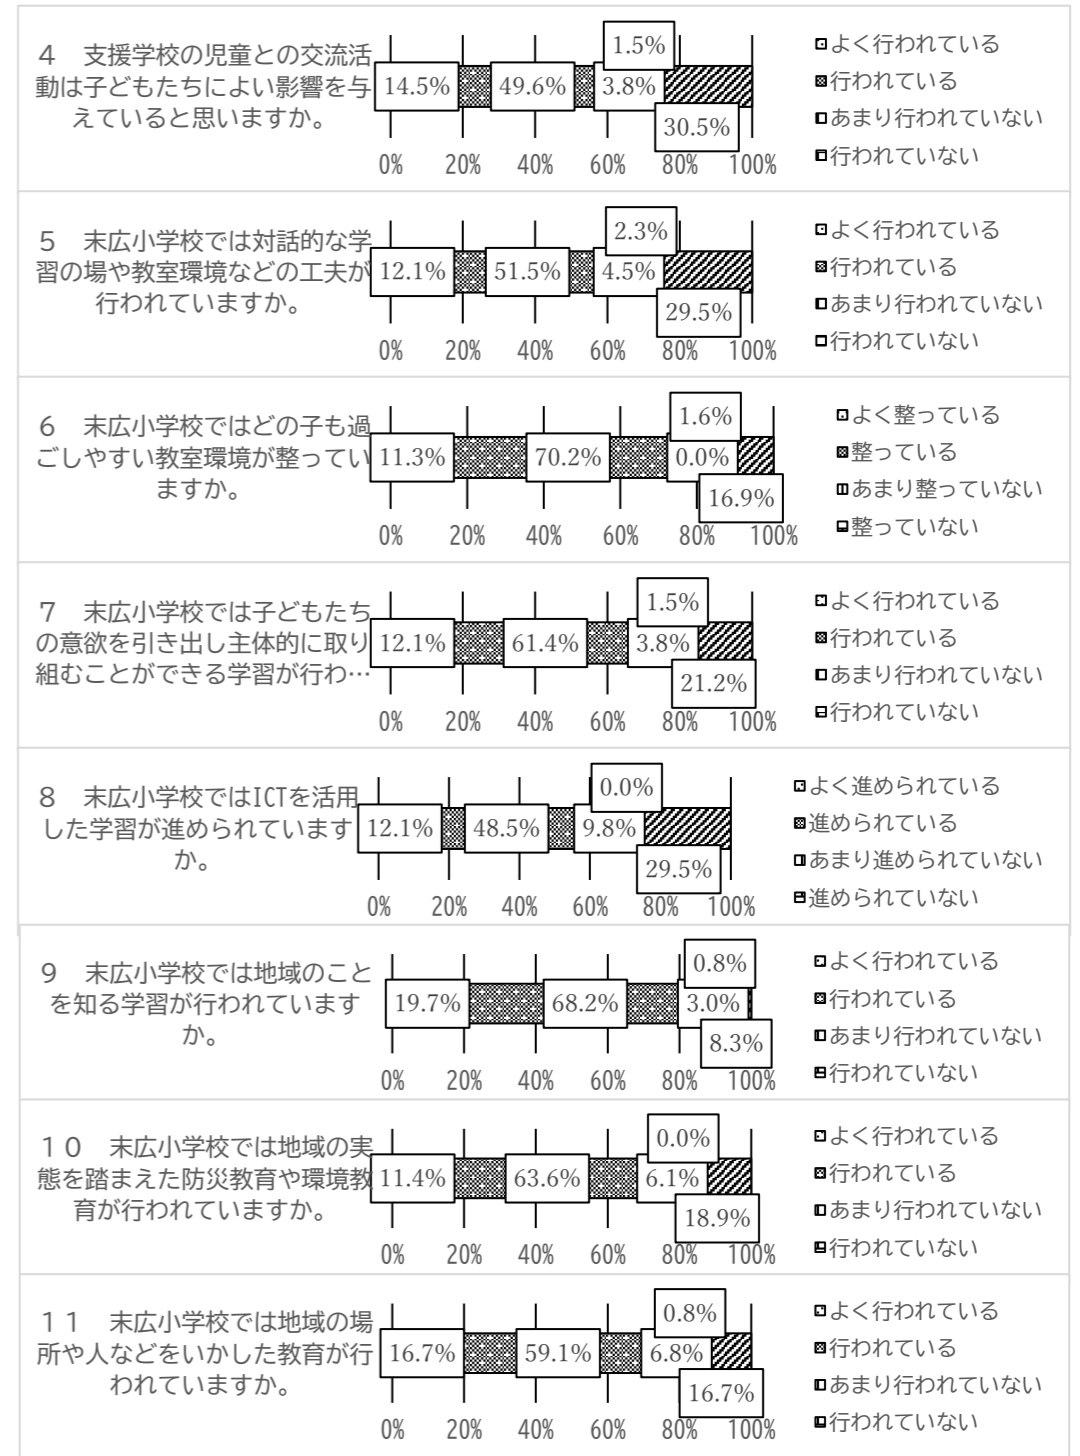 4　支援学校の児童との交流活
動は子どもたちによい影響を与
えていると思いますか。
1.5%
14.5%
49.6%
3.8%
30.5%
0%　20%　40%　60%　80%　100%
よく行われている
行われている
あまり行われていない
行われていない
5　末広小学校では対話的な学
習の場や教室環境などの工夫が
行われていますか。
2.3%
12.1%
51.5%
4.5%
29.5%
0%　20%　40%　60%　80%　100%
よく行われている
行われている
あまり行われていない
行われていない
6　末広小学校ではどの子も過
ごしやすい教室環境が整ってい
ますか。
1.6%
11.3%
70.2%
0.0%
16.9%
0%　20%　40%　60%　80%　100%
よく整っている
整っている
あまり整っていない
整っていない
7　末広小学校では子どもたち
の意欲を引き出し主体的に取り
組むことができる学習が行わ…
1.5%
12.1%
61.4%
3.8%
21.2%
0%　20%　40%　60%　80%　100%
よく行われている
行われている
あまり行われていない
行われていない
8　末広小学校ではICTを活用
した学習が進められています
か。
0.0%
12.1%
48.5%
9.8%
29.5%
0%　20%　40%　60%　80%　100%
よく進められている
進められている
あまり進められていない
進められていない
9　末広小学校では地域のこと
を知る学習が行われています
か。
0.8%
19.7%
68.2%
3.0%
8.3%
0%　20%　40%　60%　80%　100%
よく行われている
行われている
あまり行われていない
行われていない
１０　末広小学校では地域の実
態を踏まえた防災教育や環境教
育が行われていますか。
0.0%
11.4%
63.6%
6.1%
18.9%
0%　20%　40%　60%　80%　100%
よく行われている
行われている
あまり行われていない
行われていない
１１　末広小学校では地域の場
所や人などをいかした教育が行
われていますか。
0.8%
16.7%
59.1%
6.8%
16.7%
0%　20%　40%　60%　80%　100%
よく行われている
行われている
あまり行われていない
行われていない